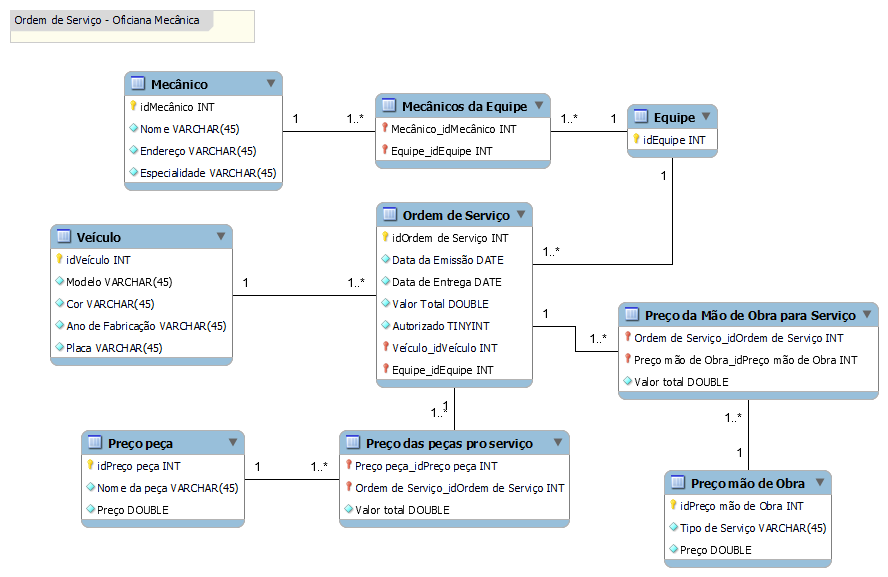 Ordem de Serviço - Oficiana Mecânica
Mecânico
idMecânico INT
Nome VARCHAR(45)
Endereço VARCHAR(45)
Especialidade VARCHAR(45)
1
1..*
Mecânicos da Equipe
Mecânico_idMecânico INT
Equipe_idEquipe INT
1..*
1
Equipe
idEquipe INT
1
1..*
Veículo
idVeículo INT
Modelo VARCHAR(45)
Cor VARCHAR(45)
Ano de Fabricação VARCHAR(45)
Placa VARCHAR(45)
1
1..*
Ordem de Serviço
idOrdem de Serviço INT
Data da Emissão DATE
Data de Entrega DATE
Valor Total DOUBLE
Autorizado TINYINT
Veículo_idVeículo INT
Equipe_idEquipe INT
1
1..*
Preço da Mão de Obra para Serviço
Ordem de Serviço_idOrdem de Serviço INT
Preço mão de Obra_idPreço mão de Obra INT
Valor total DOUBLE
1
1..*
Preço peça
idPreço peça INT
Nome da peça VARCHAR(45)
Preço DOUBLE
1
1..*
Preço das peças pro serviço
Preço peça_idPreço peça INT
Ordem de Serviço_idOrdem de Serviço INT
Valor total DOUBLE
1..*
1
Preço mão de Obra
idPreço mão de Obra INT
Tipo de Serviço VARCHAR(45)
Preço DOUBLE